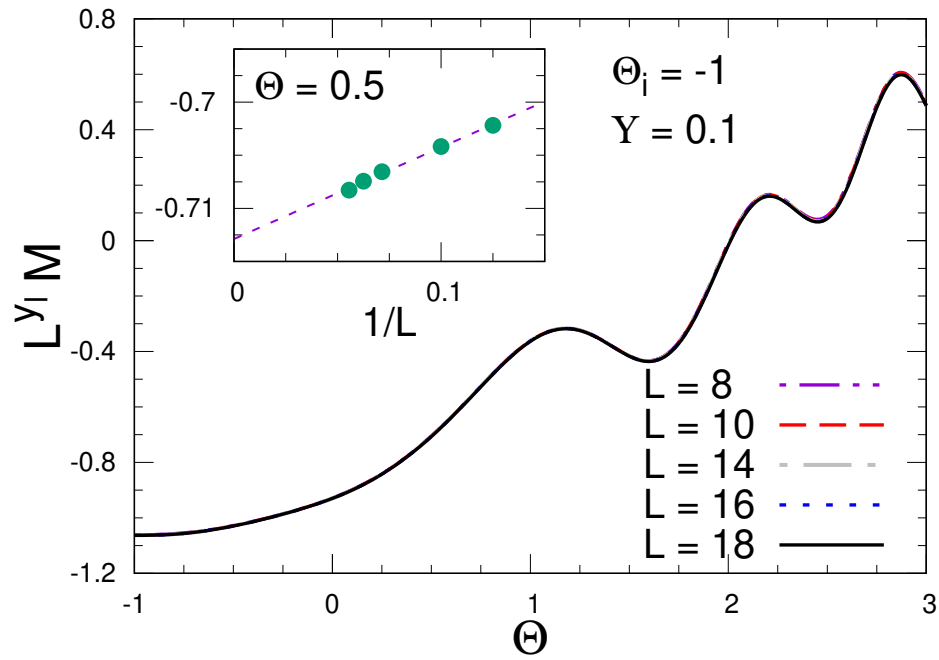 0.8
0.4
0
-0.4
-0.8
-1.2
L^{y_l} M
Θ = 0.5
-0.7
-0.71
0
0.1
1/L
Θ_i = -1
Υ = 0.1
L = 8
L = 10
L = 14
L = 16
L = 18
-1
0
1
2
3
Θ